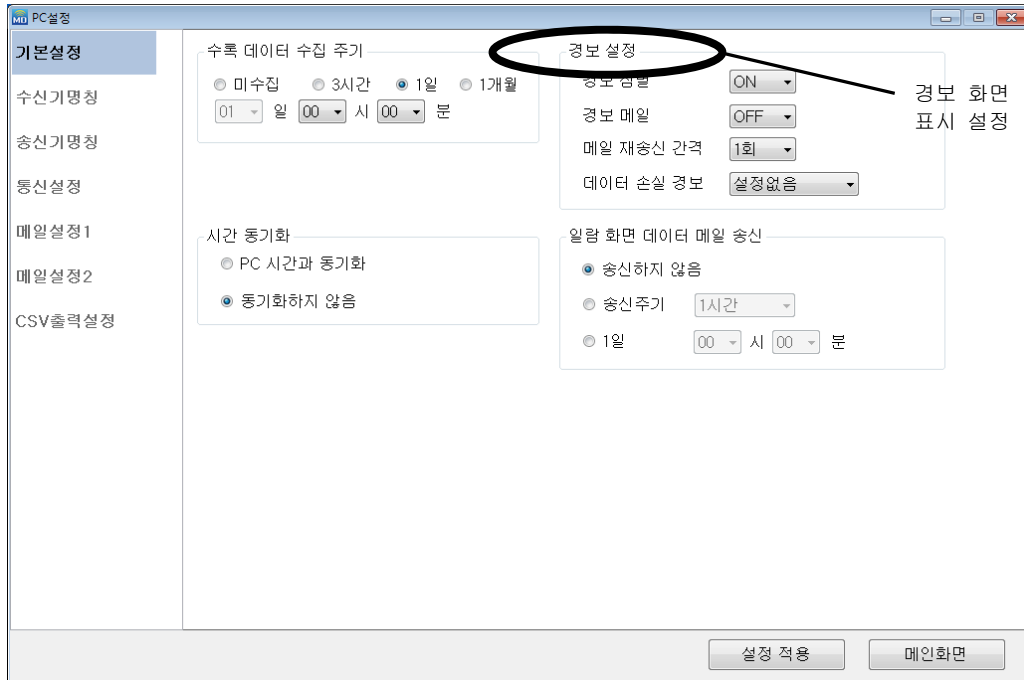 PC설정
기본설정
수신기명칭
송신기명칭
통신설정
메일설정1
메일설정2
CSV출력설정
수록 데이터 수집 주기
미수집 3시간 1일 1개월
01 일 00 시 00 분
경보 설정
경보 점멸 ON
경보 메일 OFF
메일 재송신 간격 1회
데이터 손실 경보 설정없음
경보 화면
표시 설정
시간 동기화
PC 시간과 동기화
동기화하지 않음
일람 화면 데이터 메일 송신
송신하지 않음
송신주기 1시간
1일 00 시 00 분
설정 적용 메인화면